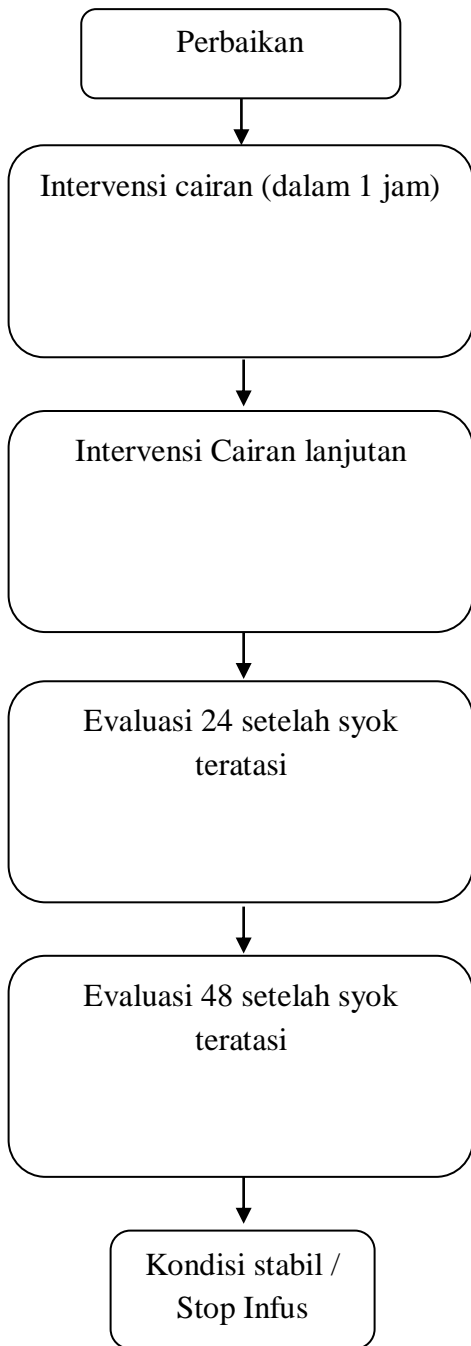 Perbaikan
Intervensi cairan (dalam 1 jam)
Intervensi Cairan lanjutan
Evaluasi 24 setelah syok
teratasi
Evaluasi 48 setelah syok
teratasi
Kondisi stabil /
Stop Infus